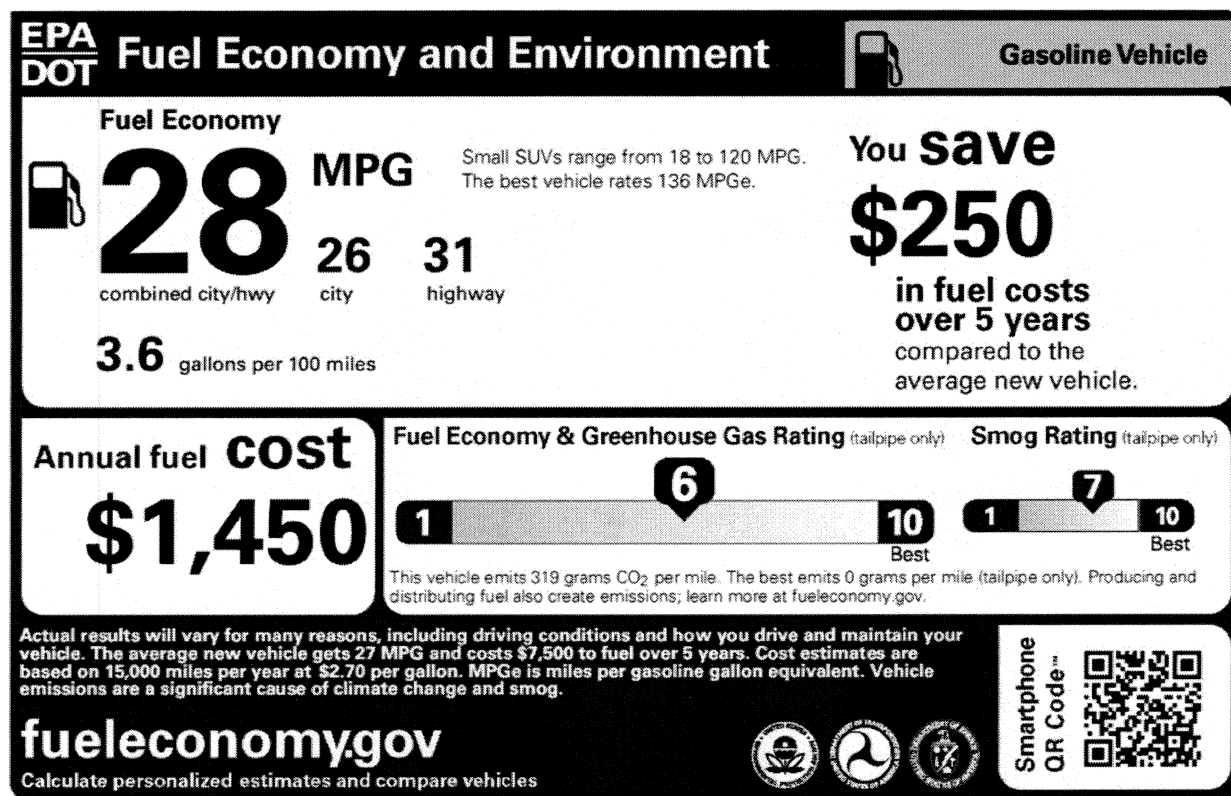 EPA
DOT
Fuel Economy and Environment
Gasoline Vehicle
Fuel Economy
28
MPG
combined city/hwy
26
city
31
highway
3.6 gallons per 100 miles
Small SUVs range from 18 to 120 MPG.
The best vehicle rates 136 MPGe.
You save
$250
in fuel costs
over 5 years
compared to the
average new vehicle.
Annual fuel cost
$1,450
Fuel Economy & Greenhouse Gas Rating (tailpipe only)
6
1
10
Best
Smog Rating (tailpipe only)
7
1
10
Best
This vehicle emits 319 grams CO₂ per mile. The best emits 0 grams per mile (tailpipe only). Producing and
distributing fuel also create emissions; learn more at fueleconomy.gov.
Actual results will vary for many reasons, including driving conditions and how you drive and maintain your
vehicle. The average new vehicle gets 27 MPG and costs $7,500 to fuel over 5 years. Cost estimates are
based on 15,000 miles per year at $2.70 per gallon. MPGe is miles per gasoline gallon equivalent. Vehicle
emissions are a significant cause of climate change and smog.
fueleconomy.gov
Calculate personalized estimates and compare vehicles
Smartphone
QR Code™